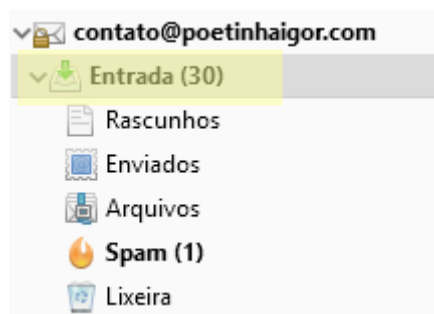 contato@poetinhaigor.com
Entrada (30)
Rascunhos
Enviados
Arquivos
Spam (1)
Lixeira